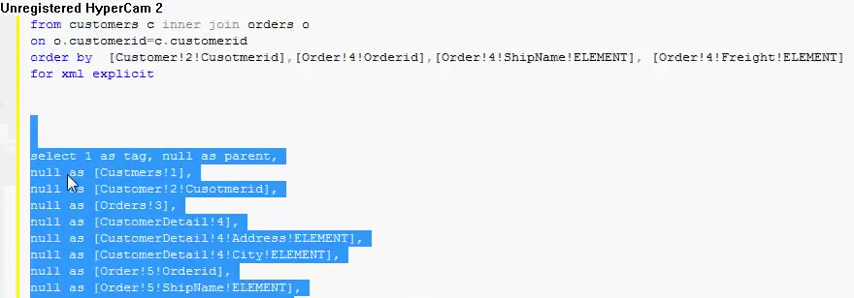 Unregistered HyperCam 2
from customers c inner join orders o
on o.customerid=c.customerid
order by [Customer!2!Cusotmerid],[Order!4!Orderid],[Order!4!ShipName!ELEMENT], [Order!4!Freight!ELEMENT]
for xml explicit
select 1 as tag, null as parent,
null as [Custmers!1],
null as [Customer!2!Cusotmerid],
null as [Orders!3],
null as [CustomerDetail!4],
null as [CustomerDetail!4!Address!ELEMENT],
null as [CustomerDetail!4!City!ELEMENT],
null as [Order!5!Orderid],
null as [Order!5!ShipName!ELEMENT],